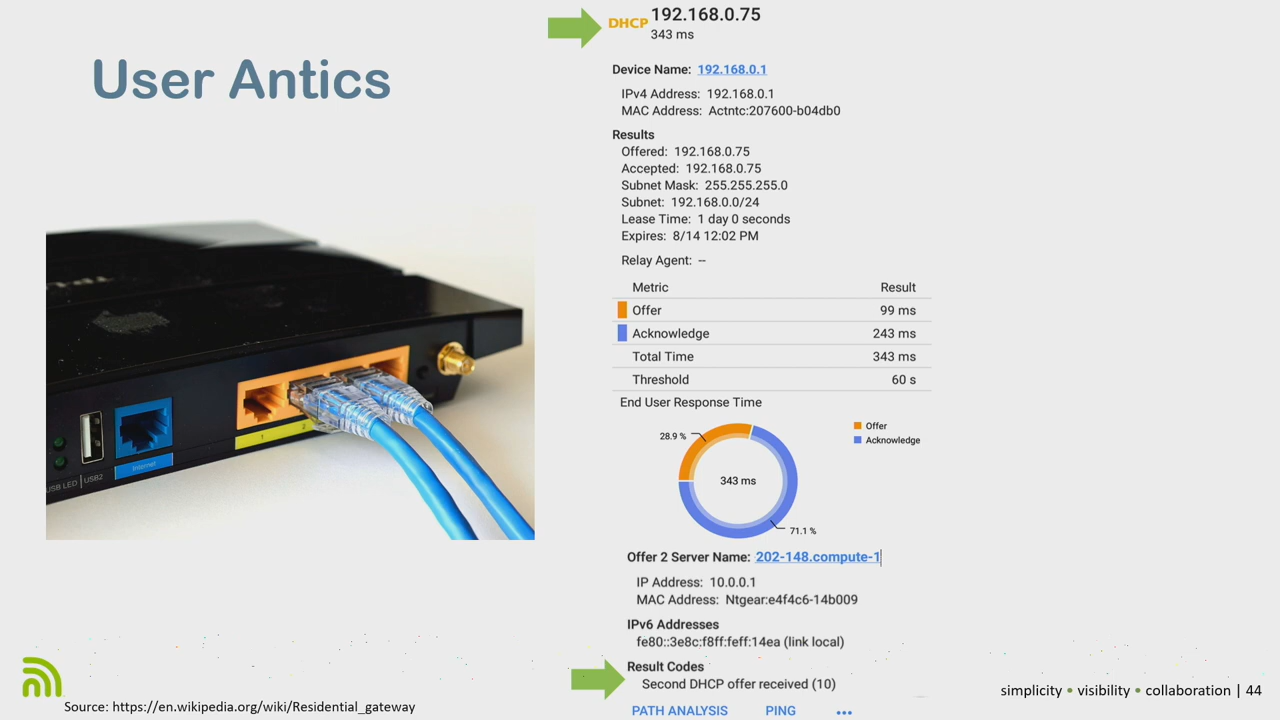 User Antics
DHCP 192.168.0.75
343 ms
Device Name: 192.168.0.1
IPv4 Address: 192.168.0.1
MAC Address: Actntc:207600-b04db0
Results
Offered: 192.168.0.75
Accepted: 192.168.0.75
Subnet Mask: 255.255.255.0
Subnet: 192.168.0.0/24
Lease Time: 1 day 0 seconds
Expires: 8/14 12:02 PM
Relay Agent: --
Metric Result
Offer 99 ms
Acknowledge 243 ms
Total Time 343 ms
Threshold 60 s
End User Response Time
Offer
Acknowledge
28.9 %
343 ms
71.1 %
Offer 2 Server Name: 202-148.compute-1
IP Address: 10.0.0.1
MAC Address: Ntgear:e4f4c6-14b009
IPv6 Addresses
fe80::3e8c:f8ff:feff:14ea (link local)
Result Codes
Second DHCP offer received (10)
PATH ANALYSIS PING •••
USB LED USB2 Internet 1 2
simplicity • visibility • collaboration | 44
Source: https://en.wikipedia.org/wiki/Residential_gateway